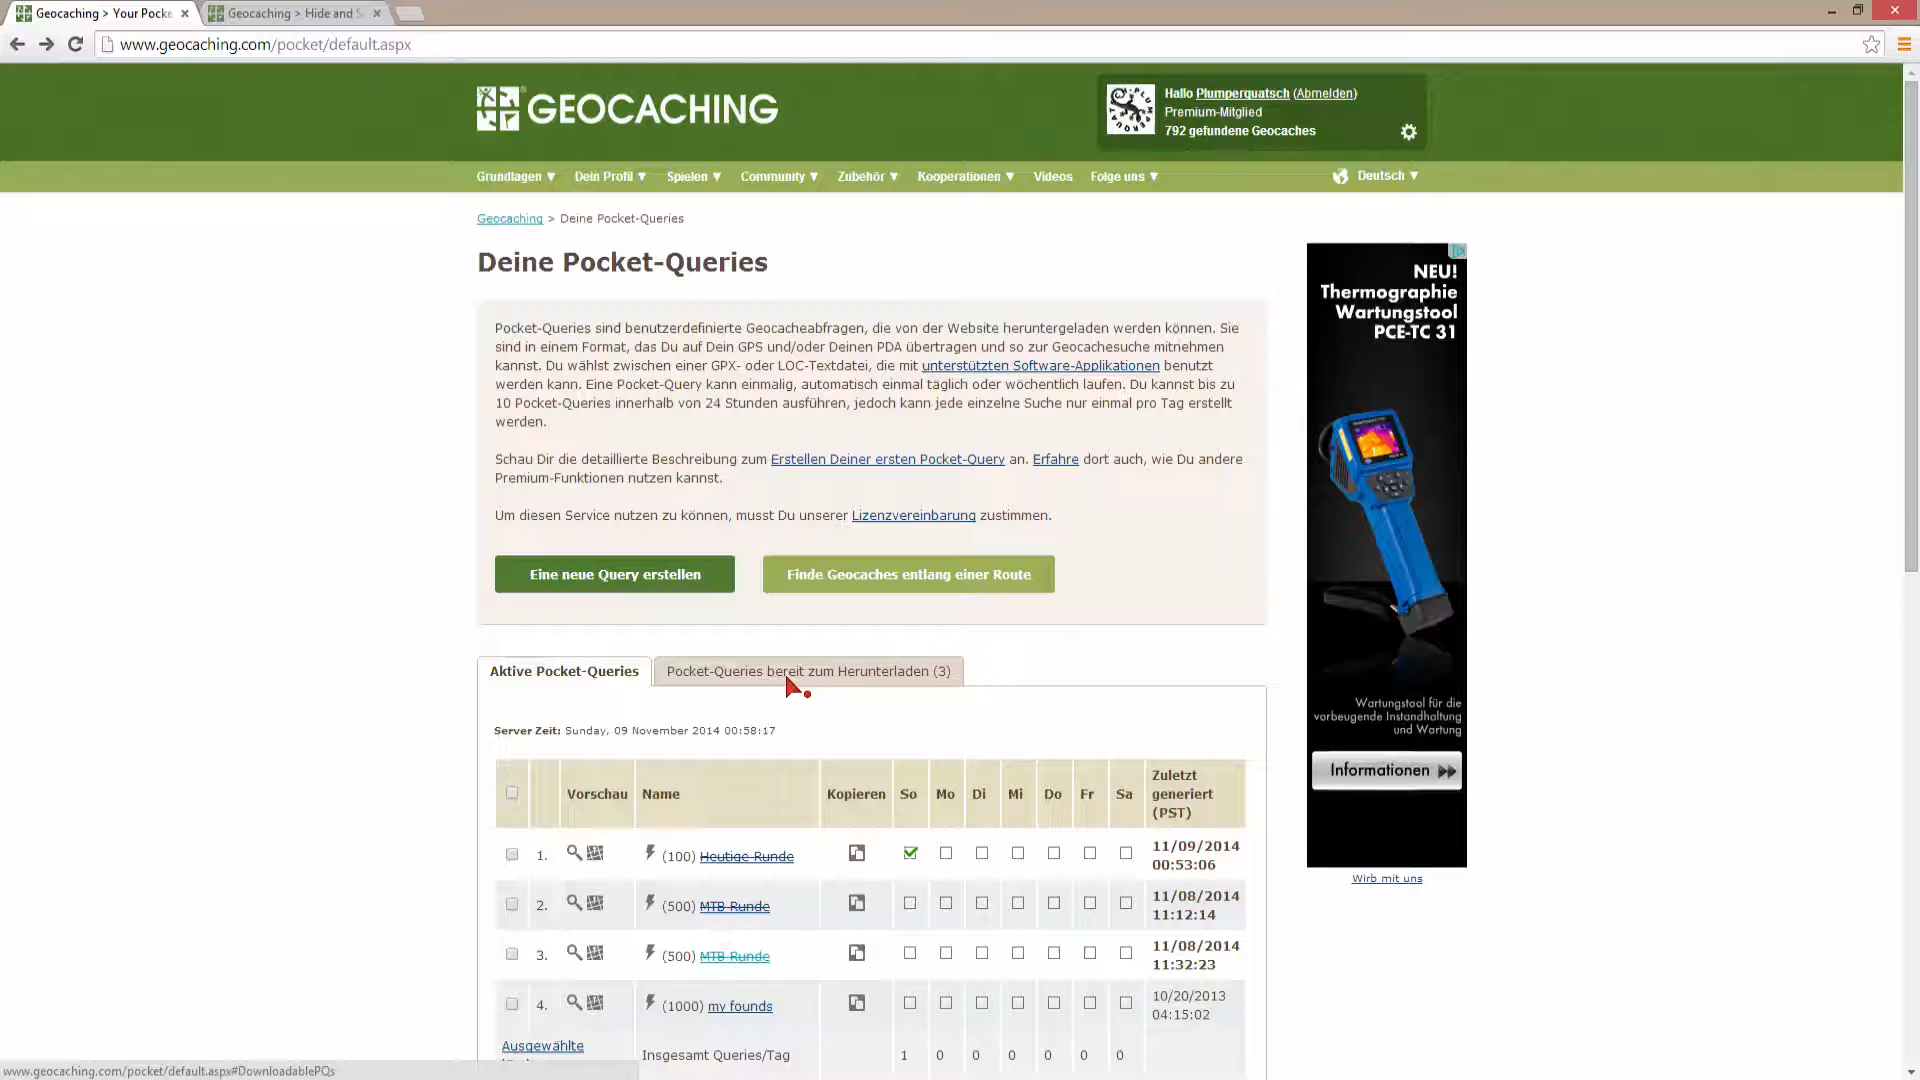 Geocaching > Your Pocke
Geocaching > Hide and S
www.geocaching.com/pocket/default.aspx
GEOCACHING
Hallo Plumperquatsch (Abmelden)
Premium-Mitglied
792 gefundene Geocaches
Grundlagen ▼ Dein Profil ▼ Spielen ▼ Community ▼ Zubehör ▼ Kooperationen ▼ Videos Folge uns ▼ Deutsch ▼
Geocaching > Deine Pocket-Queries
Deine Pocket-Queries
Pocket-Queries sind benutzerdefinierte Geocacheabfragen, die von der Website heruntergeladen werden können. Sie
sind in einem Format, das Du auf Dein GPS und/oder Deinen PDA übertragen und so zur Geocachesuche mitnehmen
kannst. Du wählst zwischen einer GPX- oder LOC-Textdatei, die mit unterstützten Software-Applikationen benutzt
werden kann. Eine Pocket-Query kann einmalig, automatisch einmal täglich oder wöchentlich laufen. Du kannst bis zu
10 Pocket-Queries innerhalb von 24 Stunden ausführen, jedoch kann jede einzelne Suche nur einmal pro Tag erstellt
werden.
Schau Dir die detaillierte Beschreibung zum Erstellen Deiner ersten Pocket-Query an. Erfahre dort auch, wie Du andere
Premium-Funktionen nutzen kannst.
Um diesen Service nutzen zu können, musst Du unserer Lizenzvereinbarung zustimmen.
Eine neue Query erstellen
Finde Geocaches entlang einer Route
Aktive Pocket-Queries
Pocket-Queries bereit zum Herunterladen (3)
Server Zeit: Sunday, 09 November 2014 00:58:17
Vorschau Name Kopieren So Mo Di Mi Do Fr Sa Zuletzt
generiert
(PST)
1. (100) Heutige Runde 11/09/2014
00:53:06
2. (500) MTB Runde 11/08/2014
11:12:14
3. (500) MTB Runde 11/08/2014
11:32:23
4. (1000) my founds 10/20/2013
04:15:02
Ausgewählte
Insgesamt Queries/Tag 1 0 0 0 0 0 0
NEU!
Thermographie
Wartungstool
PCE-TC 31
Wartungstool für die
vorbeugende Instandhaltung
und Wartung
Informationen
Wirb mit uns
www.geocaching.com/pocket/default.aspx#DownloadablePQs